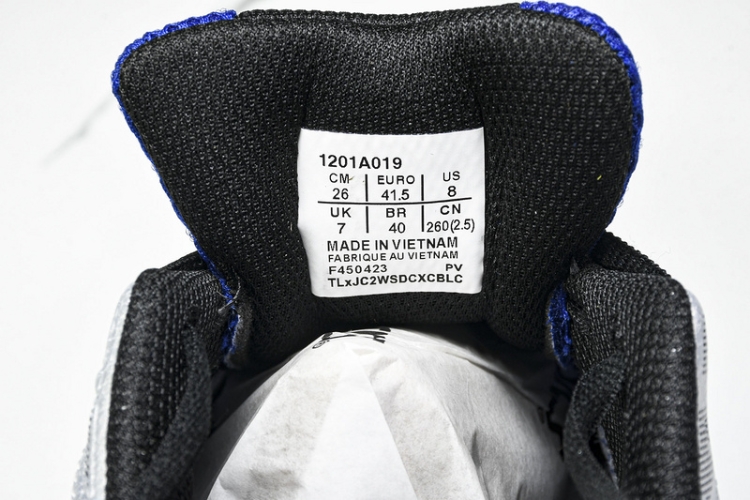 1201A019
CM EURO US
26 41.5 8
UK BR CN
7 40 260(2.5)
MADE IN VIETNAM
FABRIQUE AU VIETNAM
F450423 PV
TLxJC2WSDCXCBLC